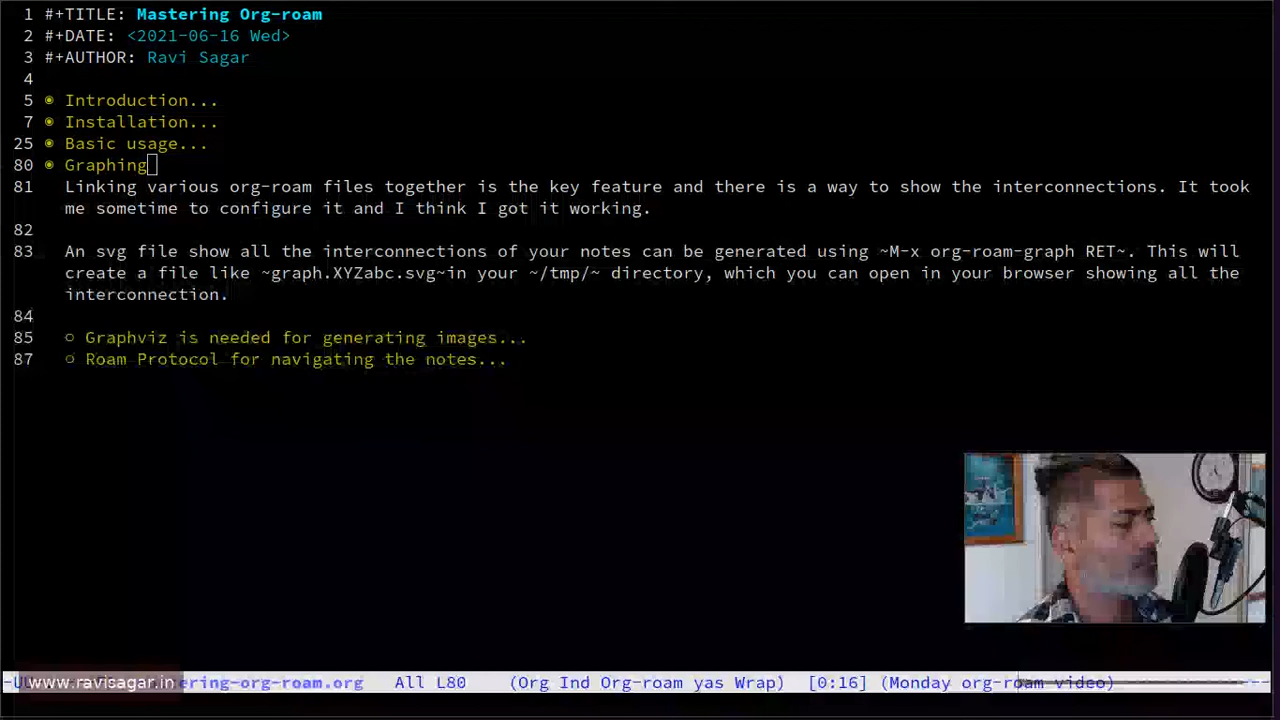 1 #+TITLE: Mastering Org-roam
2 #+DATE: <2021-06-16 Wed>
3 #+AUTHOR: Ravi Sagar
4
5 ◉ Introduction...
7 ◉ Installation...
25 ◉ Basic usage...
80 ◉ Graphing
81 Linking various org-roam files together is the key feature and there is a way to show the interconnections. It took
me sometime to configure it and I think I got it working.
82
83 An svg file show all the interconnections of your notes can be generated using ~M-x org-roam-graph RET~. This will
create a file like ~graph.XYZabc.svg~in your ~/tmp/~ directory, which you can open in your browser showing all the
interconnection.
84
85 ○ Graphviz is needed for generating images...
87 ○ Roam Protocol for navigating the notes...
www.ravisagar.in ering-org-roam.org All L80 (Org Ind Org-roam yas Wrap) [0:16] (Monday org-roam video)